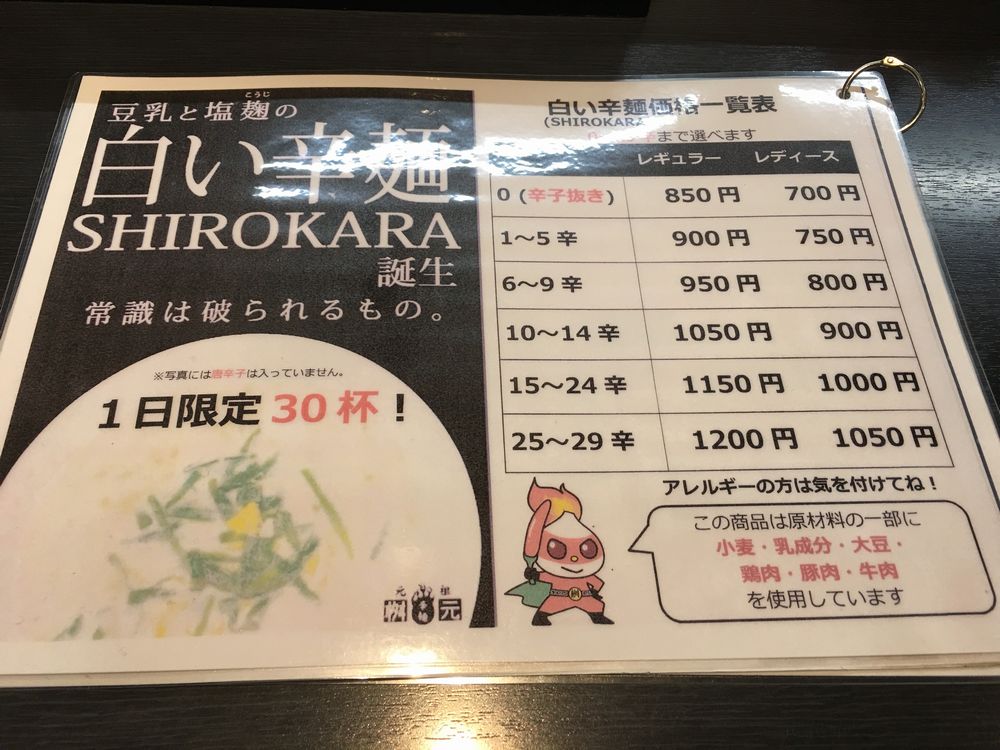 こうじ
豆乳と塩麹の
白い辛麺
SHIROKARA
誕生
常識は破られるもの。
※写真には唐辛子は入っていません。
1日限定30杯!
元祖
桝元
白い辛麺価格一覧表
(SHIROKARA
まで選べます
レギュラー レディース
0(辛子抜き) 850円 700円
1~5辛 900円 750円
6~9辛 950円 800円
10~14辛 1050円 900円
15~24辛 1150円 1000円
25~29辛 1200円 1050円
アレルギーの方は気を付けてね!
この商品は原材料の一部に
小麦・乳成分・大豆・
鶏肉・豚肉・牛肉
を使用しています